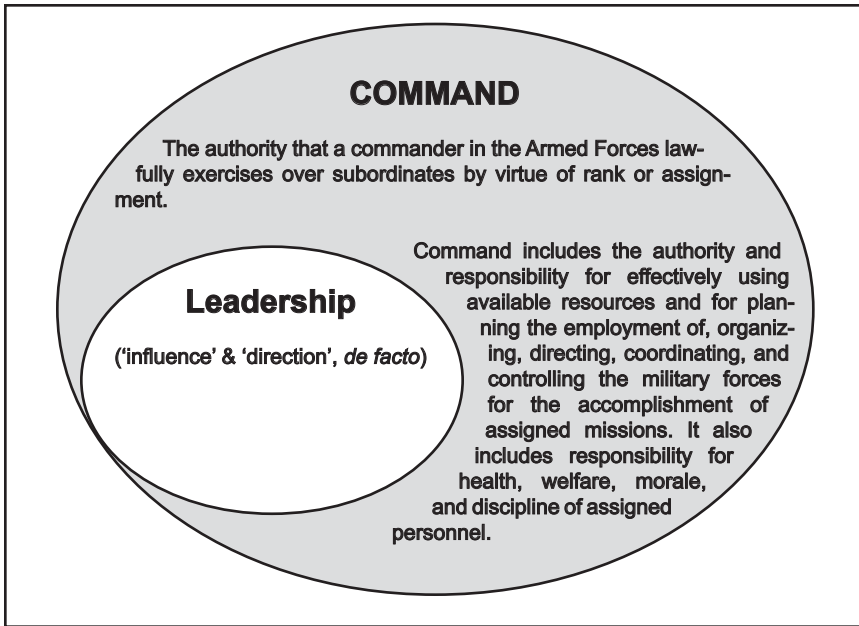 COMMAND
The authority that a commander in the Armed Forces law-
fully exercises over subordinates by virtue of rank or assign-
ment.
Command includes the authority and
responsibility for effectively using
available resources and for plan-
ning the employment of, organiz-
ing, directing, coordinating, and
controlling the military forces
for the accomplishment of
assigned missions. It also
includes responsibility for
health, welfare, morale,
and discipline of assigned
personnel.
Leadership
(‘influence’ & ‘direction’, de facto)